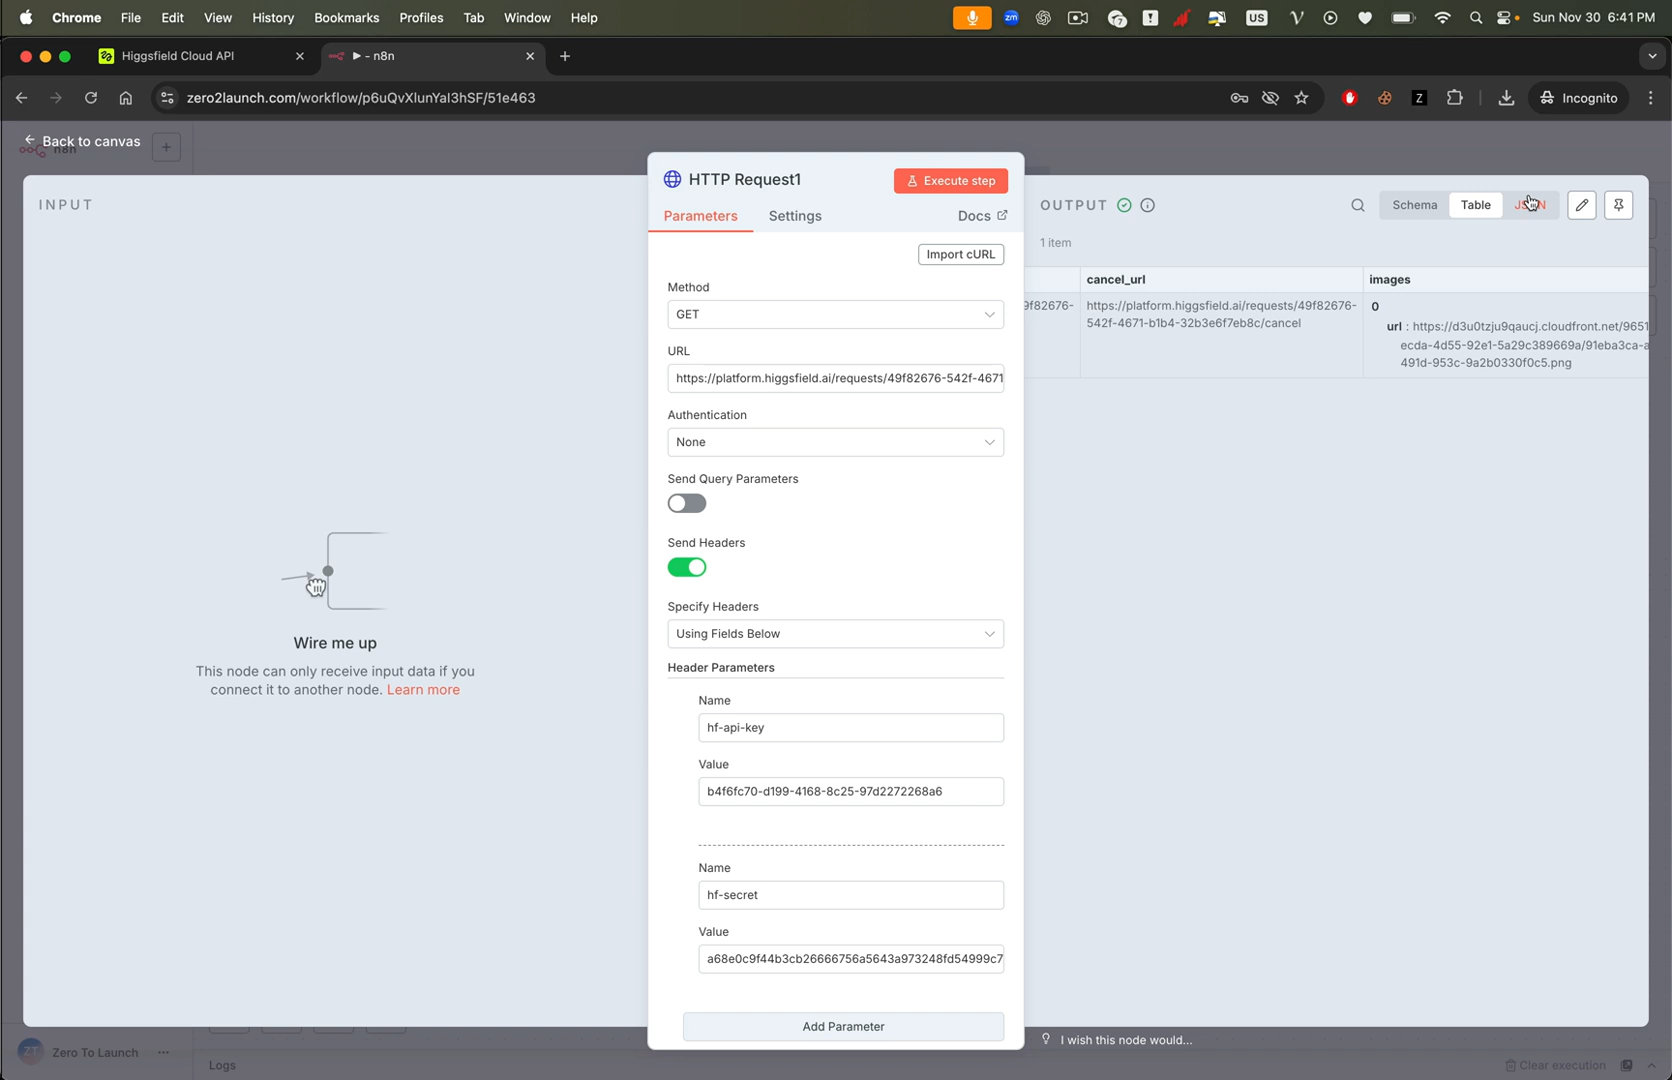 Chrome File Edit View History Bookmarks Profiles Tab Window Help
zm
7
US
Sun Nov 30 6:41 PM
Higgsfield Cloud API
- n8n
zero2launch.com/workflow/p6uQvXlunYal3hSF/51e463
Z
Incognito
Back to canvas
n8n
INPUT
Wire me up
This node can only receive input data if you
connect it to another node. Learn more
HTTP Request1
Execute step
Parameters Settings Docs
Import cURL
Method
GET
URL
https://platform.higgsfield.ai/requests/49f82676-542f-4671
Authentication
None
Send Query Parameters
Send Headers
Specify Headers
Using Fields Below
Header Parameters
Name
hf-api-key
Value
b4f6fc70-d199-4168-8c25-97d2272268a6
Name
hf-secret
Value
a68e0c9f44b3cb26666756a5643a973248fd54999c7
Add Parameter
OUTPUT
Schema Table JSON
1 item
cancel_url images
9f82676-
https://platform.higgsfield.ai/requests/49f82676-
542f-4671-b1b4-32b3e6f7eb8c/cancel
0
url : https://d3u0tzju9qaucj.cloudfront.net/9651
ecda-4d55-92e1-5a29c389669a/91eba3ca-a
491d-953c-9a2b0330f0c5.png
I wish this node would...
ZT Zero To Launch
Logs
Clear execution